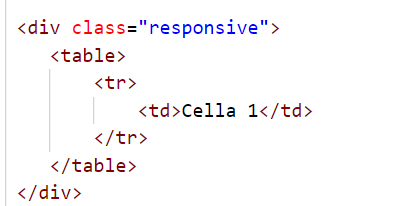 <div class="responsive">
<table>
<tr>
<td>Cella 1</td>
</tr>
</table>
</div>